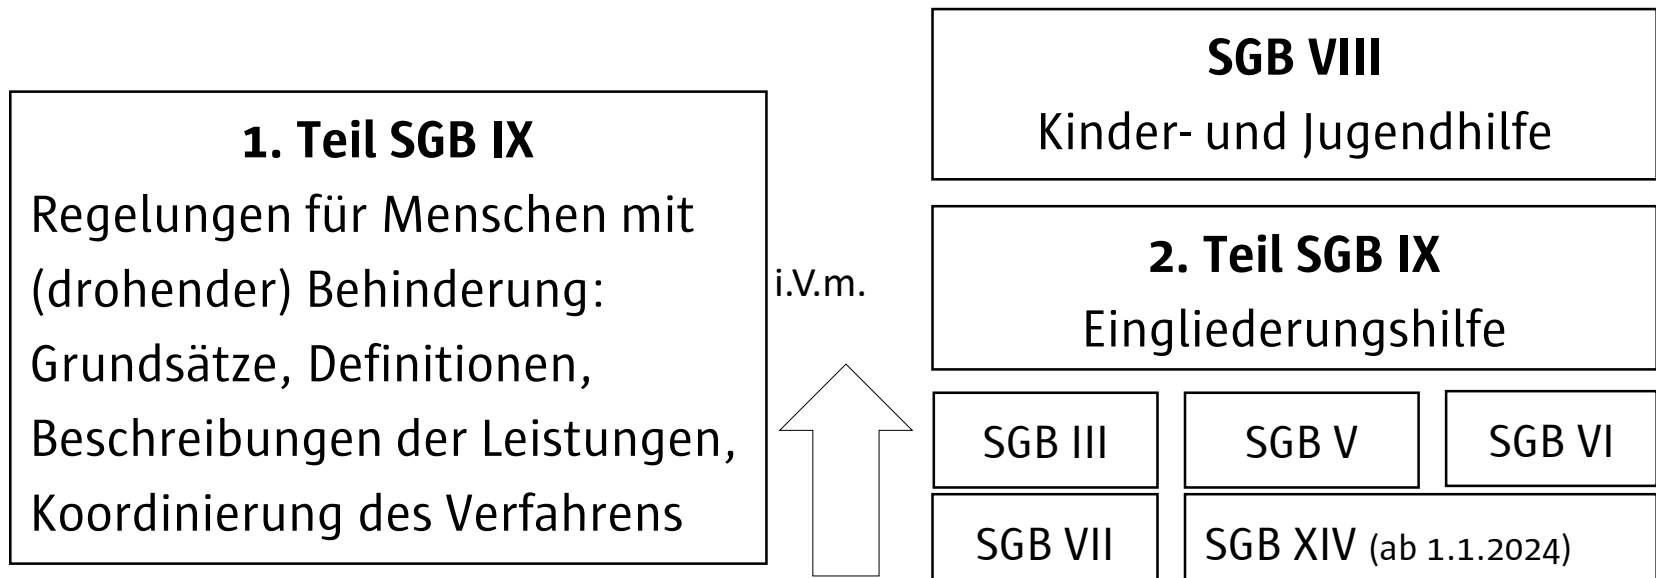 1. Teil SGB IX
Regelungen für Menschen mit
(drohender) Behinderung:
Grundsätze, Definitionen,
Beschreibungen der Leistungen,
Koordinierung des Verfahrens
i.V.m.
SGB VIII
Kinder- und Jugendhilfe
2. Teil SGB IX
Eingliederungshilfe
SGB III
SGB V
SGB VI
SGB VII
SGB XIV (ab 1.1.2024)